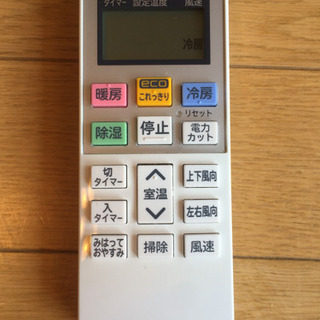 タイマー 設定温度 風速
冷房
暖房
eco
これっきり
冷房
リセット
除湿
停止
電力
カット
切
タイマー
室温
上下風向
入
タイマー
左右風向
みはって
おやすみ
掃除
風速